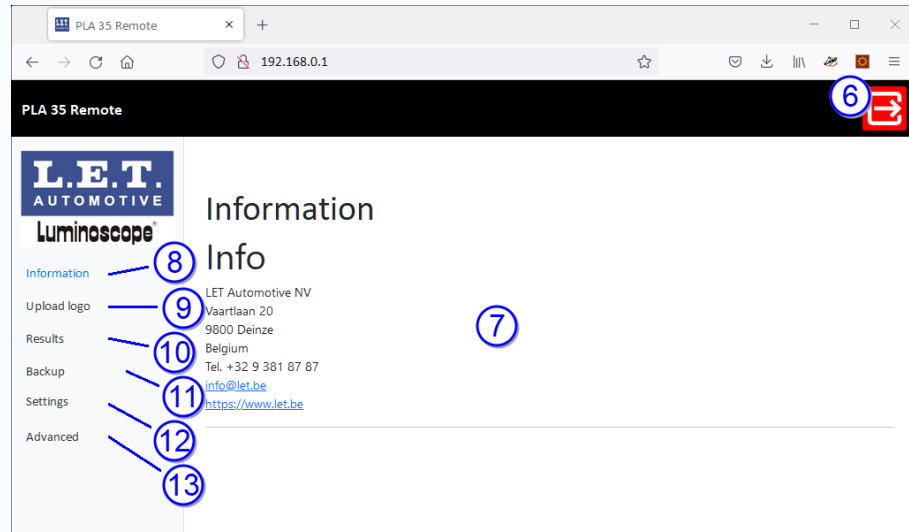 PLA 35 Remote
192.168.0.1
PLA 35 Remote
6
L.E.T.
AUTOMOTIVE
Luminoscope®
Information
8
Upload logo
9
Results
10
Backup
11
Settings
12
Advanced
13
Information
Info
LET Automotive NV
Vaartlaan 20
9800 Deinze
Belgium
Tel. +32 9 381 87 87
info@let.be
https://www.let.be
7